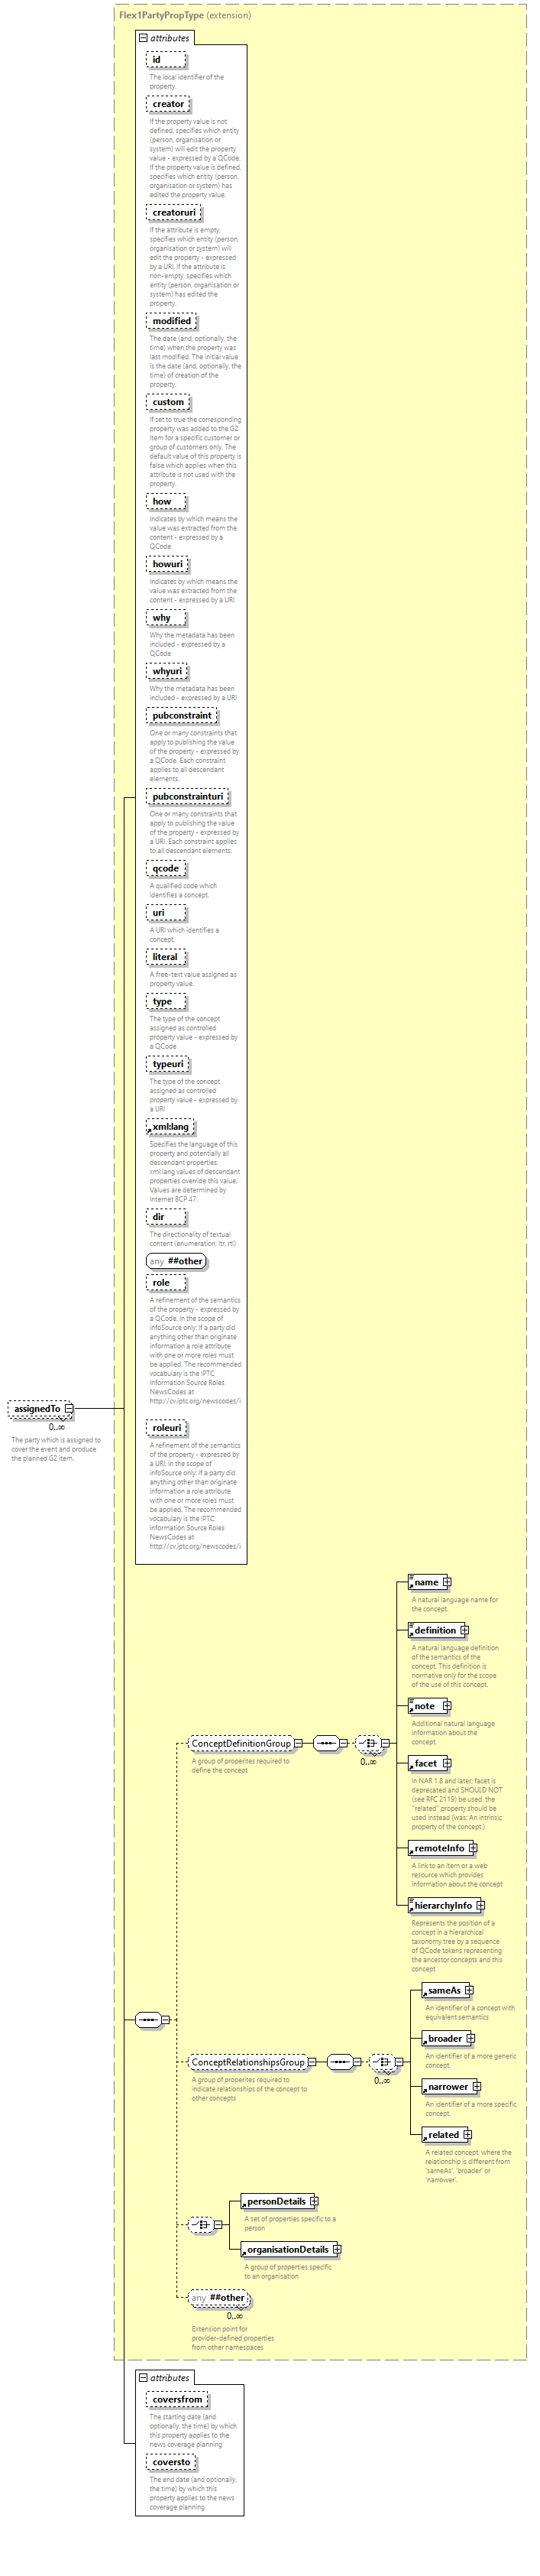 Flex1PartyPropType (extension)
attributes
id
The local identifier of the
property.
creator
If the property value is not
defined, specifies which entity
(person, organisation or
system) will edit the property
value - expressed by a QCode.
If the property value is defined,
specifies which entity (person,
organisation or system) has
edited the property value.
creatoruri
If the attribute is empty,
specifies which entity (person,
organisation or system) will
edit the property - expressed
by a URI. If the attribute is
non-empty, specifies which
entity (person, organisation or
system) has edited the
property.
modified
The date (and, optionally, the
time) when the property was
last modified. The initial value
is the date (and, optionally, the
time) of creation of the
property.
custom
If set to true the corresponding
property was added to the G2
Item for a specific customer or
group of customers only. The
default value of this property is
false which applies when this
attribute is not used with the
property.
how
Indicates by which means the
value was extracted from the
content - expressed by a
QCode
howuri
Indicates by which means the
value was extracted from the
content - expressed by a URI
why
Why the metadata has been
included - expressed by a
QCode
whyuri
Why the metadata has been
included - expressed by a URI
pubconstraint
One or many constraints that
apply to publishing the value
of the property - expressed by
a QCode. Each constraint
applies to all descendant
elements.
pubconstrainturi
One or many constraints that
apply to publishing the value
of the property - expressed by
a URI. Each constraint applies
to all descendant elements.
qcode
A qualified code which
identifies a concept.
uri
A URI which identifies a
concept.
literal
A free-text value assigned as
property value.
type
The type of the concept
assigned as controlled
property value - expressed by
a QCode
typeuri
The type of the concept
assigned as controlled
property value - expressed by
a URI
xml:lang
Specifies the language of this
property and potentially all
descendant properties.
xml:lang values of descendant
properties override this value.
Values are determined by
Internet BCP 47.
dir
The directionality of textual
content (enumeration: ltr, rtl)
any ##other
role
A refinement of the semantics
of the property - expressed by
a QCode. In the scope of
infoSource only: If a party did
anything other than originate
information a role attribute
with one or more roles must
be applied. The recommended
vocabulary is the IPTC
Information Source Roles
NewsCodes at
http://cv.iptc.org/newscodes/i
roleuri
A refinement of the semantics
of the property - expressed by
a URI. In the scope of
infoSource only: If a party did
anything other than originate
information a role attribute
with one or more roles must
be applied. The recommended
vocabulary is the IPTC
Information Source Roles
NewsCodes at
http://cv.iptc.org/newscodes/i
assignedTo
0..∞
The party which is assigned to
cover the event and produce
the planned G2 item.
ConceptDefinitionGroup
0..∞
A group of properites required to
define the concept
name
A natural language name for
the concept.
definition
A natural language definition
of the semantics of the
concept. This definition is
normative only for the scope
of the use of this concept.
note
Additional natural language
information about the
concept.
facet
In NAR 1.8 and later, facet is
deprecated and SHOULD NOT
(see RFC 2119) be used, the
"related" property should be
used instead (was: An intrinsic
property of the concept.)
remoteInfo
A link to an item or a web
resource which provides
information about the concept
hierarchyInfo
Represents the position of a
concept in a hierarchical
taxonomy tree by a sequence
of QCode tokens representing
the ancestor concepts and this
concept
ConceptRelationshipsGroup
0..∞
A group of properites required to
indicate relationships of the concept to
other concepts
sameAs
An identifier of a concept with
equivalent semantics
broader
An identifier of a more generic
concept.
narrower
An identifier of a more specific
concept.
related
A related concept, where the
relationship is different from
'sameAs', 'broader' or
'narrower'.
personDetails
A set of properties specific to a
person
organisationDetails
A group of properties specific
to an organisation
any ##other
0..∞
Extension point for
provider-defined properties
from other namespaces
attributes
coversfrom
The starting date (and
optionally, the time) by which
this property applies to the
news coverage planning
coversto
The end date (and optionally,
the time) by which this
property applies to the news
coverage planning